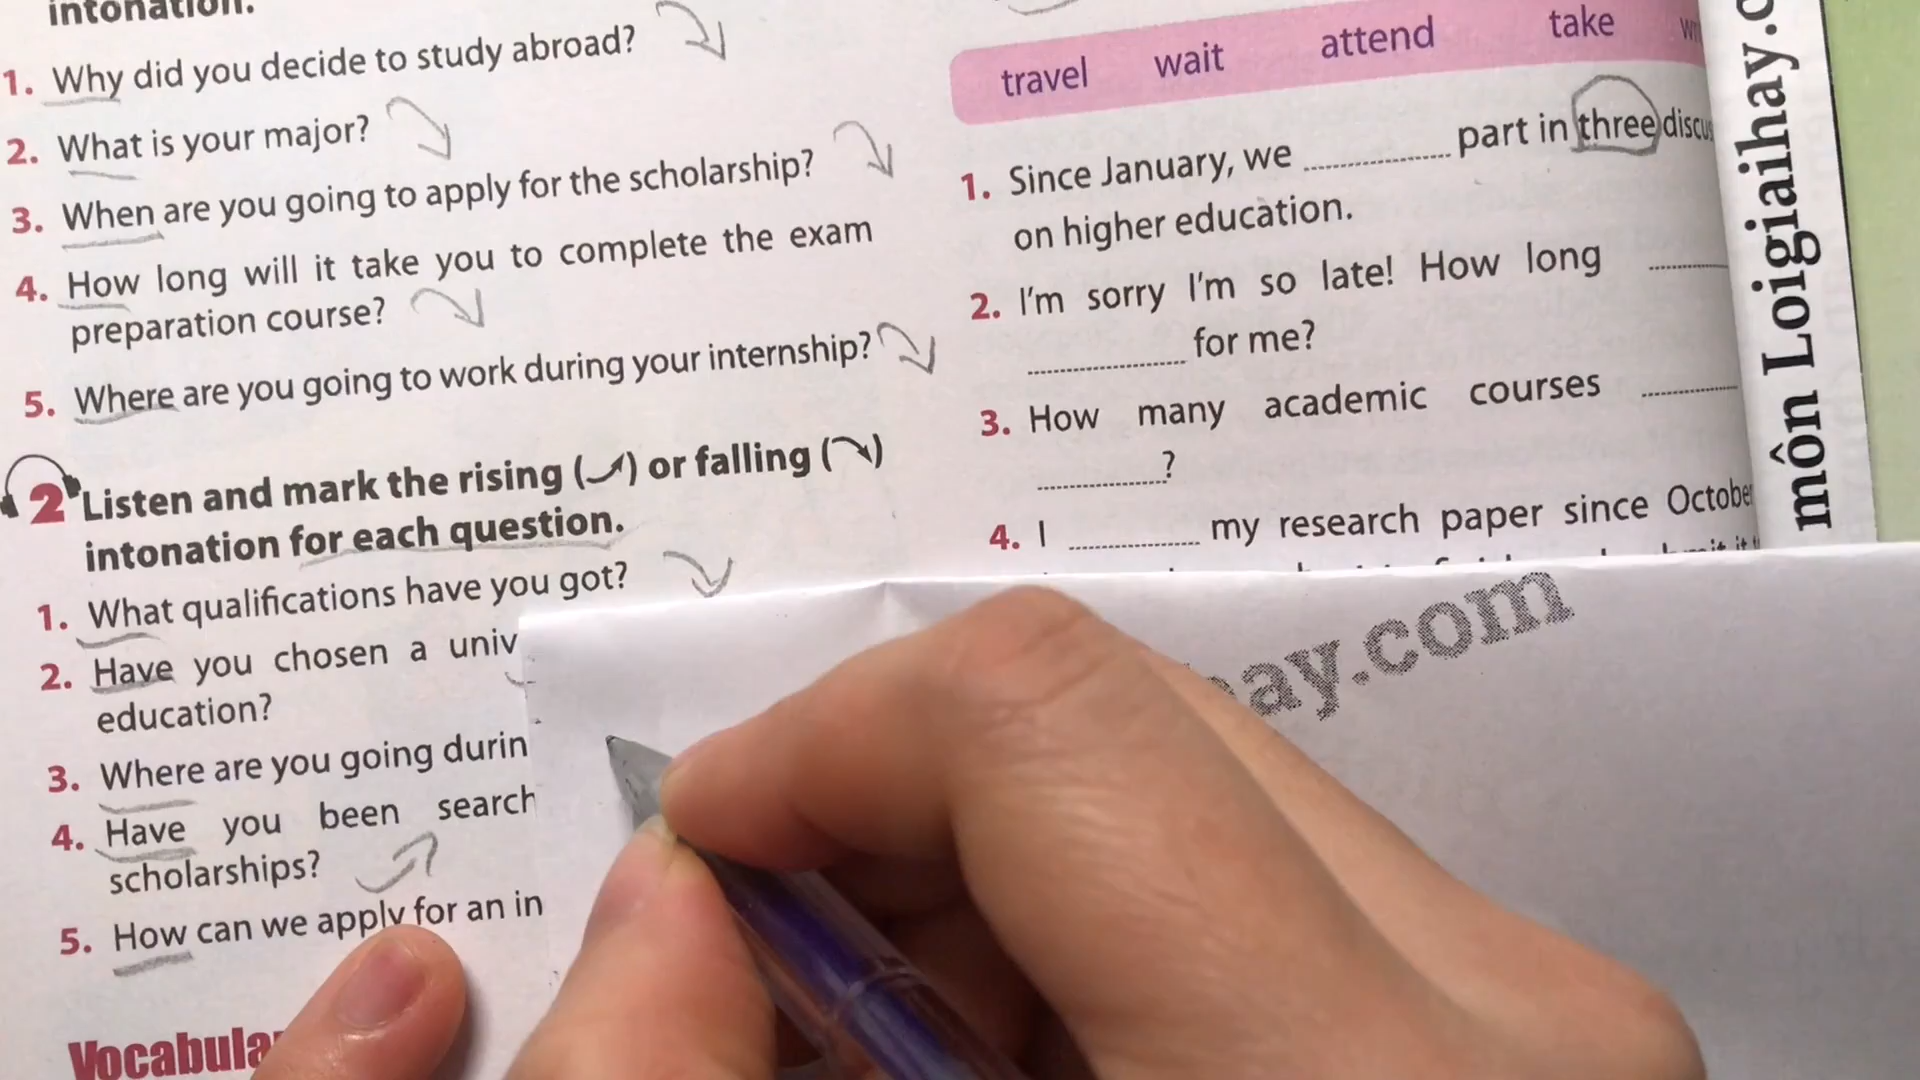 intonation.
1. Why did you decide to study abroad?
2. What is your major?
3. When are you going to apply for the scholarship?
4. How long will it take you to complete the exam
preparation course?
5. Where are you going to work during your internship?
2 Listen and mark the rising ( ) or falling ( )
intonation for each question.
1. What qualifications have you got?
2. Have you chosen a univ
education?
3. Where are you going durin
4. Have you been search
scholarships?
5. How can we apply for an in
Vocabula
travel wait attend take
1. Since January, we ............ part in three discu
on higher education.
2. I'm sorry I'm so late! How long ............
............ for me?
3. How many academic courses ............
............?
4. I ............ my research paper since October
môn Loigiaihay.c
ay.com